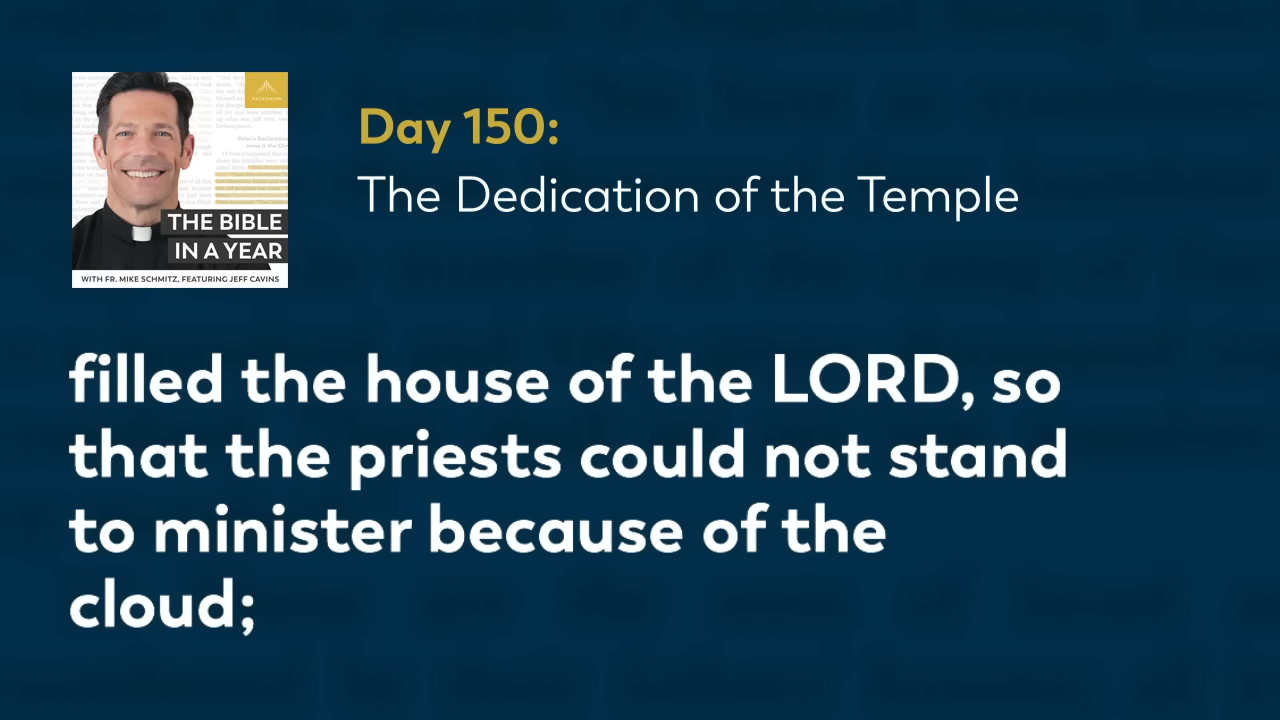 Day 150:
The Dedication of the Temple
ASCENSION
THE BIBLE
IN A YEAR
WITH FR. MIKE SCHMITZ, FEATURING JEFF CAVINS
filled the house of the LORD, so
that the priests could not stand
to minister because of the
cloud;